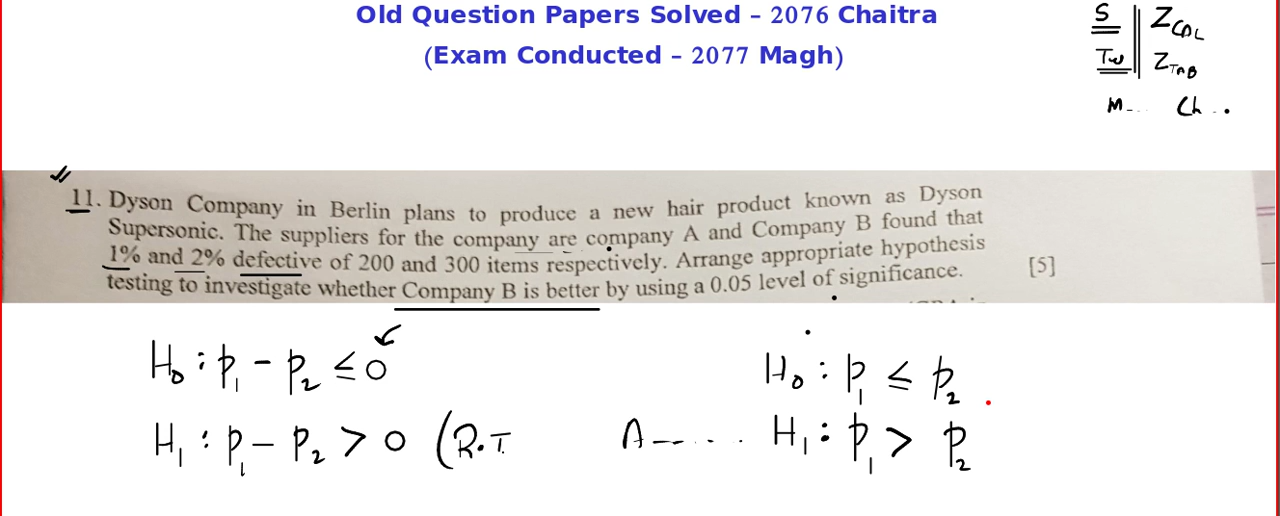 Old Question Papers Solved – 2076 Chaitra
(Exam Conducted – 2077 Magh)
S Z CAL
Tw Z TAB
M... Ch...
11. Dyson Company in Berlin plans to produce a new hair product known as Dyson
Supersonic. The suppliers for the company are company A and Company B found that
1% and 2% defective of 200 and 300 items respectively. Arrange appropriate hypothesis
testing to investigate whether Company B is better by using a 0.05 level of significance. [5]
H₀ : p₁ - p₂ ≤ 0 H₀ : p₁ ≤ p₂
H₁ : p₁ - p₂ > 0 (R.T A..... H₁ : p₁ > p₂